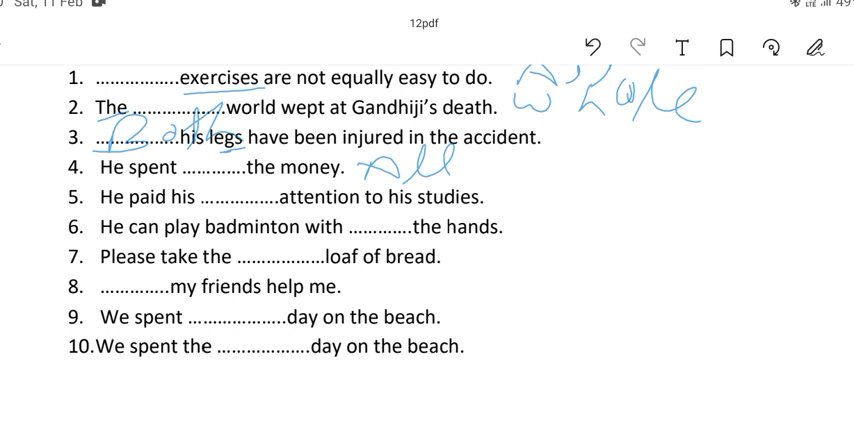 Sat, 11 Feb
12pdf
T
1. ................exercises are not equally easy to do.
2. The .................world wept at Gandhiji's death. whole
3. ................his legs have been injured in the accident. Both
4. He spent ............the money. All
5. He paid his ...............attention to his studies.
6. He can play badminton with ............the hands.
7. Please take the .................loaf of bread.
8. .............my friends help me.
9. We spent ...................day on the beach.
10.We spent the ..................day on the beach.